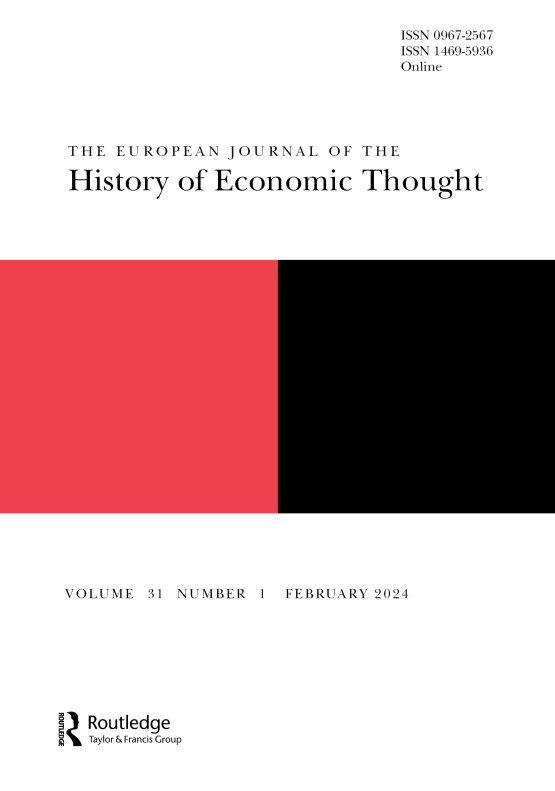 ISSN 0967-2567
ISSN 1469-5936
Online
THE EUROPEAN JOURNAL OF THE
History of Economic Thought
VOLUME 31 NUMBER 1 FEBRUARY 2024
ROUTLEDGE
Routledge
Taylor & Francis Group